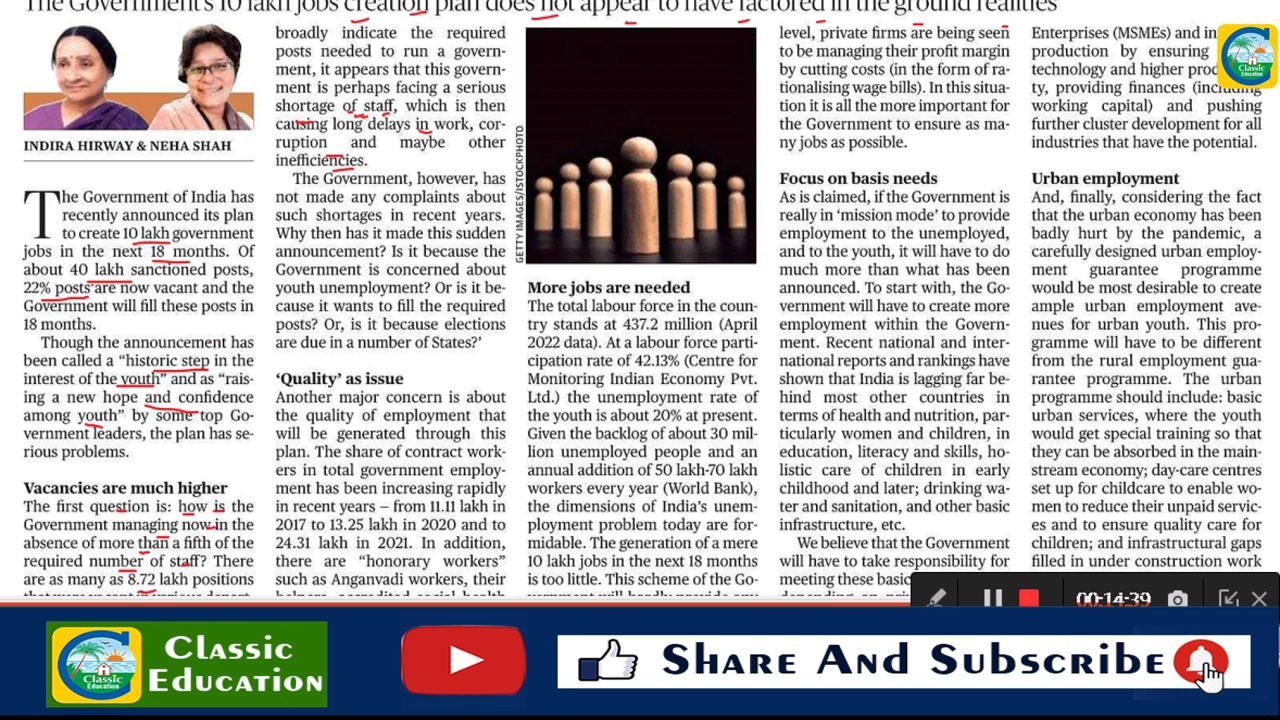 The Government's 10 lakh jobs creation plan does not appear to have factored in the ground realities
INDIRA HIRWAY & NEHA SHAH
The Government of India has
recently announced its plan
to create 10 lakh government
jobs in the next 18 months. Of
about 40 lakh sanctioned posts,
22% posts are now vacant and the
Government will fill these posts in
18 months.
Though the announcement has
been called a “historic step in the
interest of the youth” and as “rais-
ing a new hope and confidence
among youth” by some top Go-
vernment leaders, the plan has se-
rious problems.
Vacancies are much higher
The first question is: how is the
Government managing now in the
absence of more than a fifth of the
required number of staff? There
are as many as 8.72 lakh positions
broadly indicate the required
posts needed to run a govern-
ment, it appears that this govern-
ment is perhaps facing a serious
shortage of staff, which is then
causing long delays in work, cor-
ruption and maybe other
inefficiencies.
The Government, however, has
not made any complaints about
such shortages in recent years.
Why then has it made this sudden
announcement? Is it because the
Government is concerned about
youth unemployment? Or is it be-
cause it wants to fill the required
posts? Or, is it because elections
are due in a number of States?’
‘Quality’ as issue
Another major concern is about
the quality of employment that
will be generated through this
plan. The share of contract work-
ers in total government employ-
ment has been increasing rapidly
in recent years – from 11.11 lakh in
2017 to 13.25 lakh in 2020 and to
24.31 lakh in 2021. In addition,
there are “honorary workers”
such as Anganvadi workers, their
helpers, accredited social health
GETTY IMAGES/ISTOCKPHOTO
More jobs are needed
The total labour force in the coun-
try stands at 437.2 million (April
2022 data). At a labour force parti-
cipation rate of 42.13% (Centre for
Monitoring Indian Economy Pvt.
Ltd.) the unemployment rate of
the youth is about 20% at present.
Given the backlog of about 30 mil-
lion unemployed people and an
annual addition of 50 lakh-70 lakh
workers every year (World Bank),
the dimensions of India's unem-
ployment problem today are for-
midable. The generation of a mere
10 lakh jobs in the next 18 months
is too little. This scheme of the Go-
vernment will hardly provide any
level, private firms are being seen
to be managing their profit margin
by cutting costs (in the form of ra-
tionalising wage bills). In this situa-
tion it is all the more important for
the Government to ensure as ma-
ny jobs as possible.
Focus on basis needs
As is claimed, if the Government is
really in ‘mission mode’ to provide
employment to the unemployed,
and to the youth, it will have to do
much more than what has been
announced. To start with, the Go-
vernment will have to create more
employment within the Govern-
ment. Recent national and inter-
national reports and rankings have
shown that India is lagging far be-
hind most other countries in
terms of health and nutrition, par-
ticularly women and children, in
education, literacy and skills, ho-
listic care of children in early
childhood and later; drinking wa-
ter and sanitation, and other basic
infrastructure, etc.
We believe that the Government
will have to take responsibility for
meeting these basic
Enterprises (MSMEs) and in
production by ensuring
technology and higher produ
ty, providing finances (including
working capital) and pushing
further cluster development for all
industries that have the potential.
Urban employment
And, finally, considering the fact
that the urban economy has been
badly hurt by the pandemic, a
carefully designed urban employ-
ment guarantee programme
would be most desirable to create
ample urban employment ave-
nues for urban youth. This pro-
gramme will have to be different
from the rural employment gua-
rantee programme. The urban
programme should include: basic
urban services, where the youth
would get special training so that
they can be absorbed in the main-
stream economy; day-care centres
set up for childcare to enable wo-
men to reduce their unpaid servic-
es and to ensure quality care for
children; and infrastructural gaps
filled in under construction work
Classic
Education
00:14:39
Classic
Education
Classic
Education
Share And Subscribe